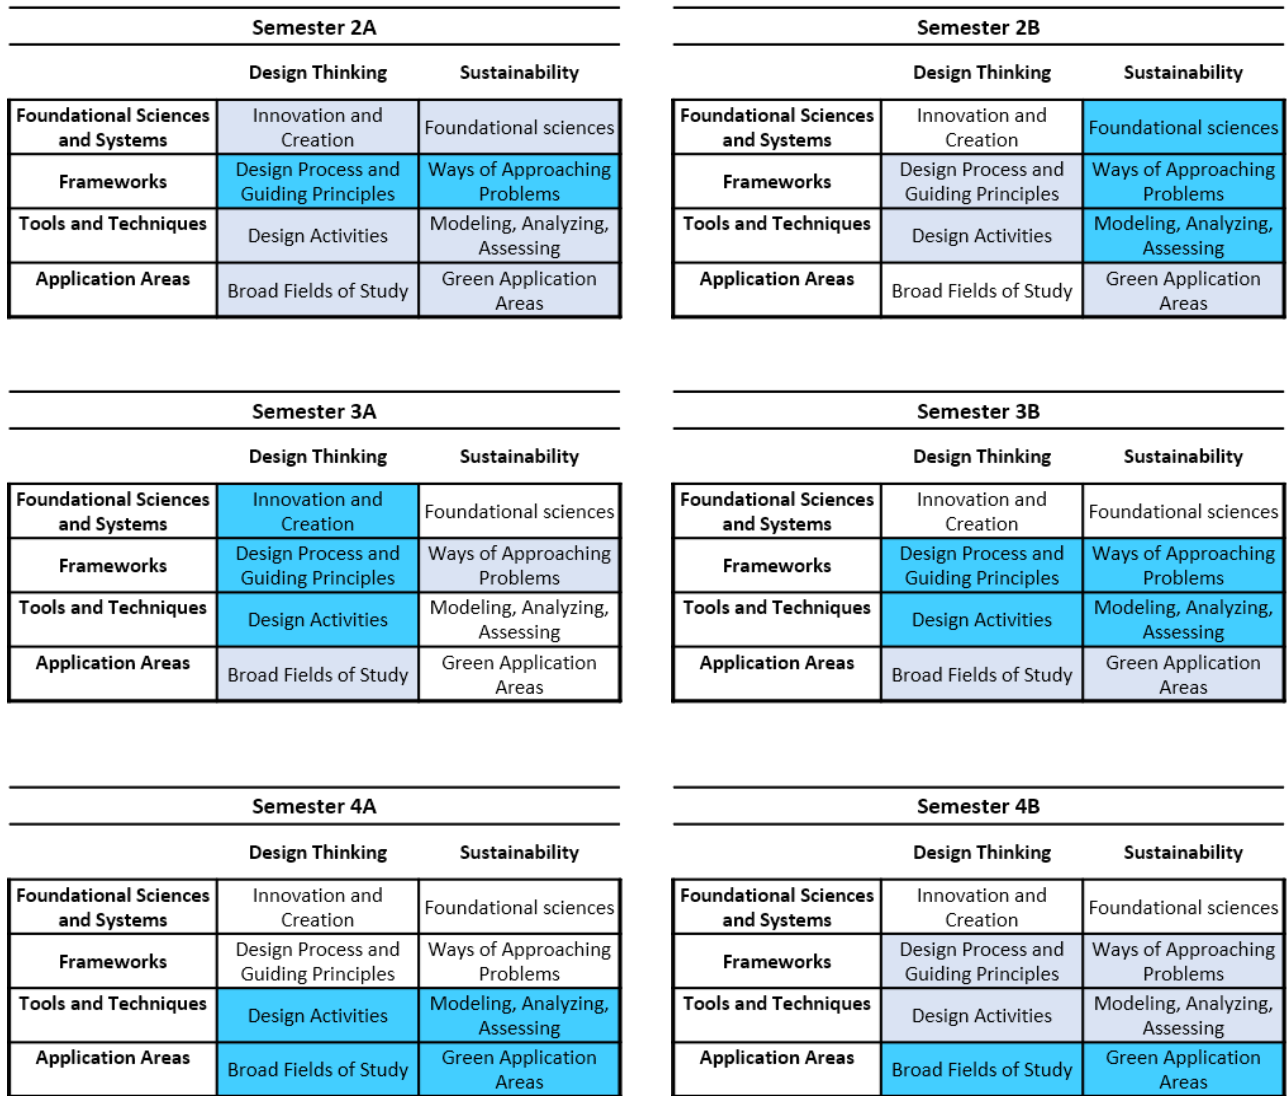 Semester 2A
Design Thinking Sustainability
Foundational Sciences and Systems
Innovation and Creation
Foundational sciences
Frameworks
Design Process and Guiding Principles
Ways of Approaching Problems
Tools and Techniques
Design Activities
Modeling, Analyzing, Assessing
Application Areas
Broad Fields of Study
Green Application Areas
Semester 2B
Design Thinking Sustainability
Foundational Sciences and Systems
Innovation and Creation
Foundational sciences
Frameworks
Design Process and Guiding Principles
Ways of Approaching Problems
Tools and Techniques
Design Activities
Modeling, Analyzing, Assessing
Application Areas
Broad Fields of Study
Green Application Areas
Semester 3A
Design Thinking Sustainability
Foundational Sciences and Systems
Innovation and Creation
Foundational sciences
Frameworks
Design Process and Guiding Principles
Ways of Approaching Problems
Tools and Techniques
Design Activities
Modeling, Analyzing, Assessing
Application Areas
Broad Fields of Study
Green Application Areas
Semester 3B
Design Thinking Sustainability
Foundational Sciences and Systems
Innovation and Creation
Foundational sciences
Frameworks
Design Process and Guiding Principles
Ways of Approaching Problems
Tools and Techniques
Design Activities
Modeling, Analyzing, Assessing
Application Areas
Broad Fields of Study
Green Application Areas
Semester 4A
Design Thinking Sustainability
Foundational Sciences and Systems
Innovation and Creation
Foundational sciences
Frameworks
Design Process and Guiding Principles
Ways of Approaching Problems
Tools and Techniques
Design Activities
Modeling, Analyzing, Assessing
Application Areas
Broad Fields of Study
Green Application Areas
Semester 4B
Design Thinking Sustainability
Foundational Sciences and Systems
Innovation and Creation
Foundational sciences
Frameworks
Design Process and Guiding Principles
Ways of Approaching Problems
Tools and Techniques
Design Activities
Modeling, Analyzing, Assessing
Application Areas
Broad Fields of Study
Green Application Areas